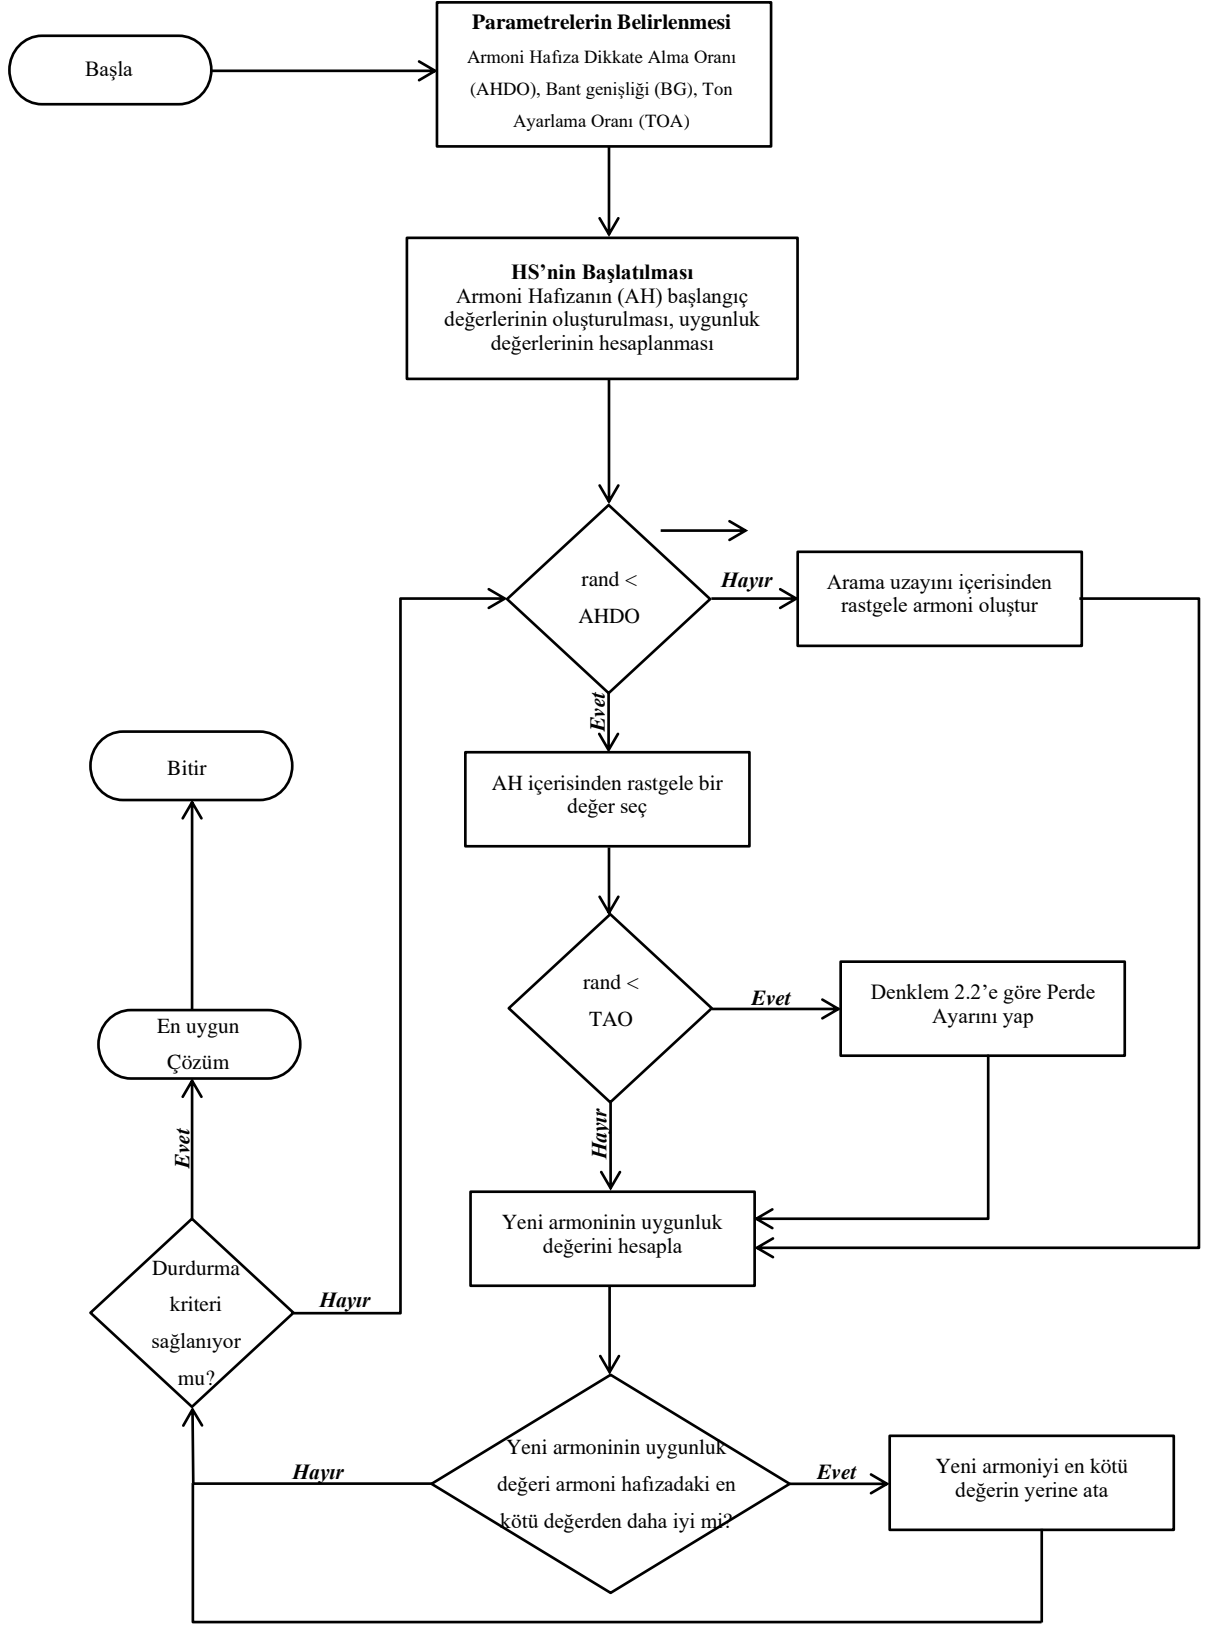 Başla
Parametrelerin Belirlenmesi
Armoni Hafıza Dikkate Alma Oranı
(AHDO), Bant genişliği (BG), Ton
Ayarlama Oranı (TOA)
HS’nin Başlatılması
Armoni Hafızanın (AH) başlangıç
değerlerinin oluşturulması, uygunluk
değerlerinin hesaplanması
rand <
AHDO
Hayır
Arama uzayını içerisinden
rastgele armoni oluştur
Evet
AH içerisinden rastgele bir
değer seç
rand <
TAO
Evet
Denklem 2.2’e göre Perde
Ayarını yap
Hayır
Yeni armoninin uygunluk
değerini hesapla
Yeni armoninin uygunluk
değeri armoni hafızadaki en
kötü değerden daha iyi mi?
Evet
Yeni armoniyi en kötü
değerin yerine ata
Hayır
Durdurma
kriteri
sağlanıyor
mu?
Hayır
Evet
En uygun
Çözüm
Bitir